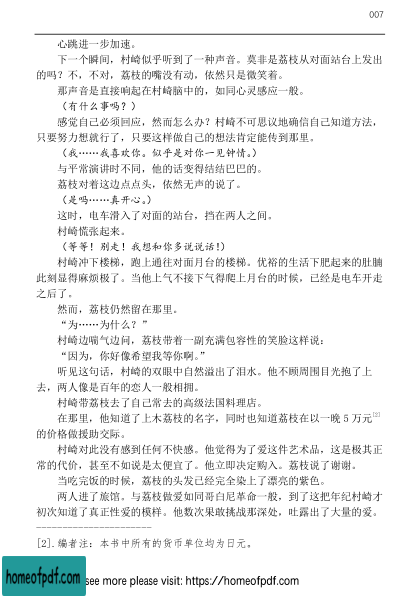 007
心跳进一步加速。
下一个瞬间，村崎似乎听到了一种声音。莫非是荔枝从对面站台上发出
的吗？不，不对，荔枝的嘴没有动，依然只是微笑着。
那声音是直接响起在村崎脑中的，如同心灵感应一般。
（有什么事吗？）
感觉自己必须回应，然而怎么办？村崎不可思议地确信自己知道方法，
只要努力想就行了，只要这样做自己的想法肯定能传到那里。
（我……我喜欢你。似乎是对你一见钟情。）
与平常演讲时不同，他的话变得结结巴巴的。
荔枝对着这边点点头，依然无声的说了。
（是吗……真开心。）
这时，电车滑入了对面的站台，挡在两人之间。
村崎慌张起来。
（等等！别走！我想和你多说说话！）
村崎冲下楼梯，跑上通往对面月台的楼梯。优裕的生活下肥起来的肚腩
此刻显得麻烦极了。当他上气不接下气得爬上月台的时候，已经是电车开走
之后了。
然而，荔枝仍然留在那里。
“为……为什么？”
村崎边喘气边问，荔枝带着一副充满包容性的笑脸这样说：
“因为，你好像希望我等你啊。”
听见这句话，村崎的双眼中自然溢出了泪水。他不顾周围目光抱了上
去，两人像是百年的恋人一般相拥。
村崎带荔枝去了自己常去的高级法国料理店。
在那里，他知道了上木荔枝的名字，同时也知道荔枝在以一晚 5 万元[2]
的价格做援助交际。
村崎对此没有感到任何不快感。他觉得为了爱这件艺术品，这是极其正
常的代价，甚至不如说是太便宜了。他立即决定购入。荔枝说了谢谢。
当吃完饭的时候，荔枝的头发已经完全染上了漂亮的紫色。
两人进了旅馆。与荔枝做爱如同哥白尼革命一般，到了这把年纪村崎才
初次知道了真正性爱的模样。他数次果敢挑战那深处，吐露出了大量的爱。
[2].编者注：本书中所有的货币单位均为日元。
homeofpdf.com
see more please visit: https://homeofpdf.com